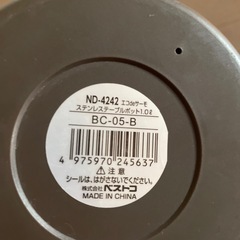 ND-4242 エコdeサーモ
ステンレステーブルポット1.0ℓ
BC-05-B
4 975970 245637
⚠ 注意
シールは、はがさないでください。
株式会社 ベストコ
MADE IN CHINA